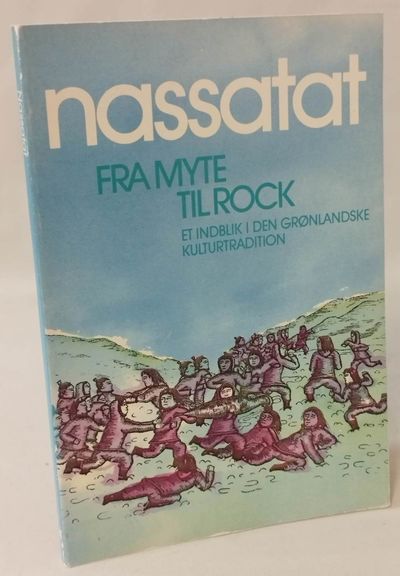 nassatat
FRA MYTE
TIL ROCK
ET INDBLIK I DEN GRØNLANDSKE
KULTURTRADITION